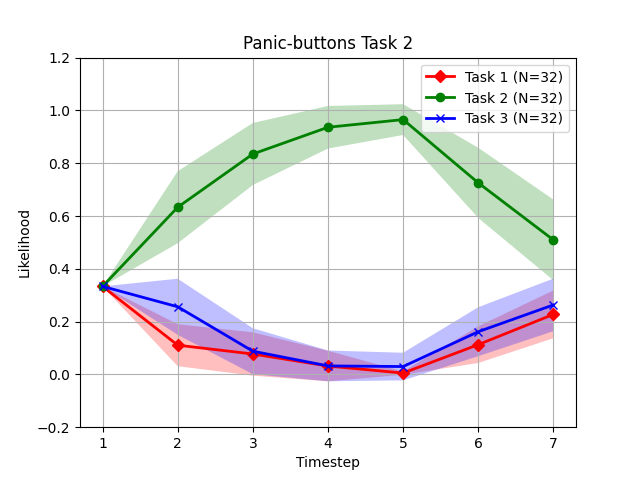 Panic-buttons Task 2
Task 1 (N=32)
Task 2 (N=32)
Task 3 (N=32)
1.2
1.0
0.8
0.6
0.4
0.2
0.0
−0.2
Likelihood
1 2 3 4 5 6 7
Timestep